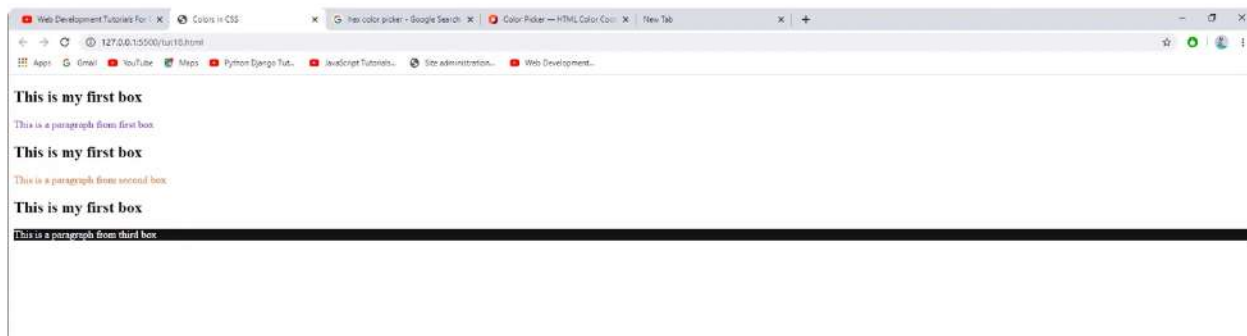 Web Development Tutorials For
Colors in CSS
hex color picker - Google Search
Color Picker — HTML Color Cod
New Tab
127.0.0.1:5500/tut18.html
Apps
Gmail
YouTube
Maps
Python Django Tut...
JavaScript Tutorials...
Site administration...
Web Development...
This is my first box
This is a paragraph from first box
This is my first box
This is a paragraph from second box
This is my first box
This is a paragraph from third box